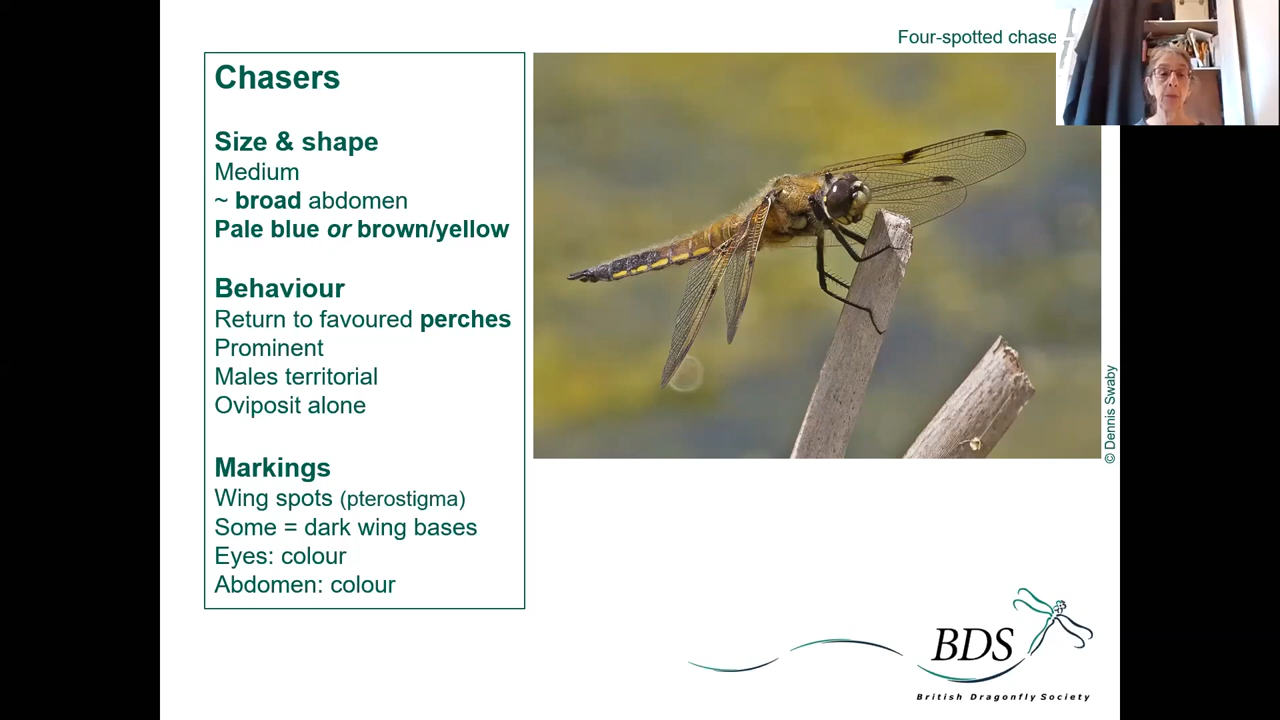 Four-spotted chase
Chasers
Size & shape
Medium
~ broad abdomen
Pale blue or brown/yellow
Behaviour
Return to favoured perches
Prominent
Males territorial
Oviposit alone
Markings
Wing spots (pterostigma)
Some = dark wing bases
Eyes: colour
Abdomen: colour
© Dennis Swaby
BDS
British Dragonfly Society